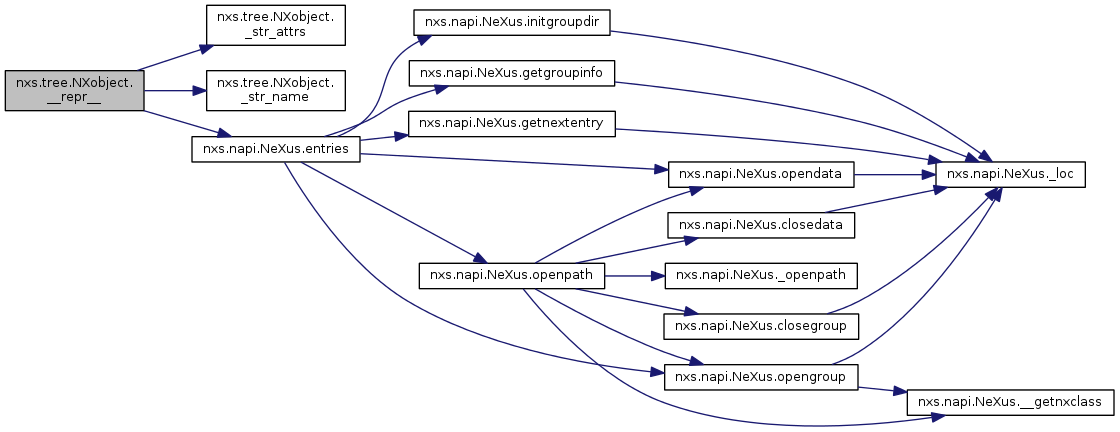 nxs.tree.NXobject.
__repr__
nxs.tree.NXobject.
_str_attrs
nxs.tree.NXobject.
_str_name
nxs.napi.NeXus.entries
nxs.napi.NeXus.initgroupdir
nxs.napi.NeXus.getgroupinfo
nxs.napi.NeXus.getnextentry
nxs.napi.NeXus.openpath
nxs.napi.NeXus.opendata
nxs.napi.NeXus.closedata
nxs.napi.NeXus._openpath
nxs.napi.NeXus.closegroup
nxs.napi.NeXus.opengroup
nxs.napi.NeXus._loc
nxs.napi.NeXus.__getnxclass